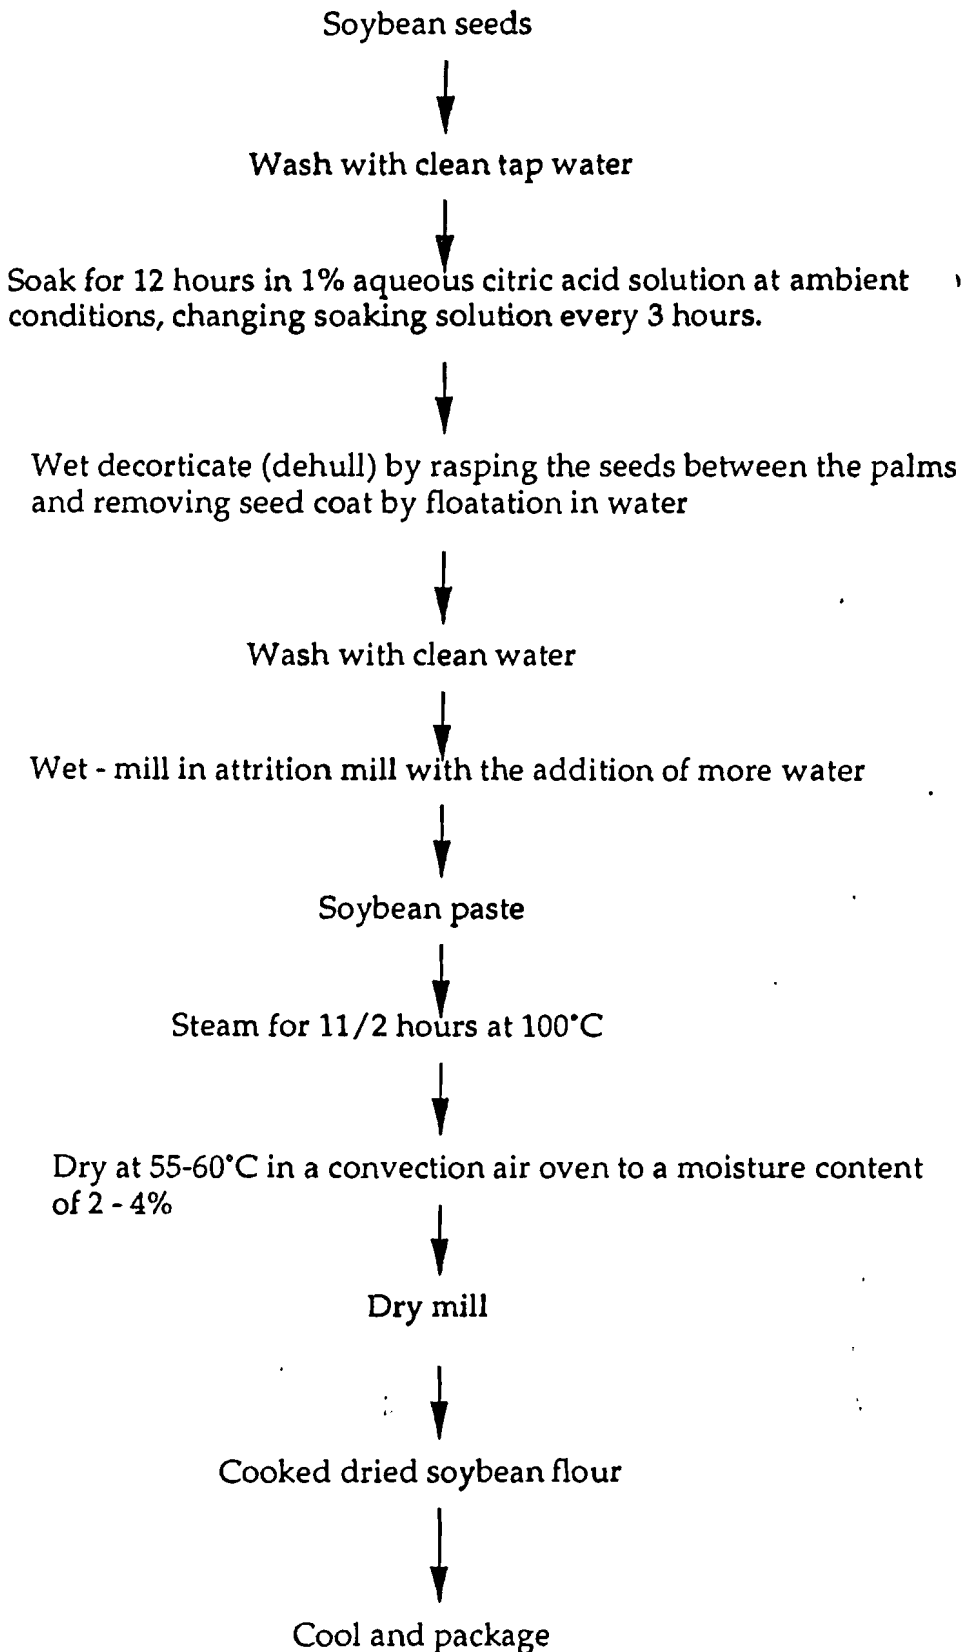 Soybean seeds
Wash with clean tap water
Soak for 12 hours in 1% aqueous citric acid solution at ambient
conditions, changing soaking solution every 3 hours.
Wet decorticate (dehull) by rasping the seeds between the palms
and removing seed coat by floatation in water
Wash with clean water
Wet - mill in attrition mill with the addition of more water
Soybean paste
Steam for 11/2 hours at 100°C
Dry at 55-60°C in a convection air oven to a moisture content
of 2 - 4%
Dry mill
Cooked dried soybean flour
Cool and package